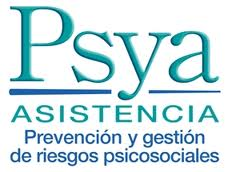 Psya
ASISTENCIA
Prevención y gestión
de riesgos psicosociales